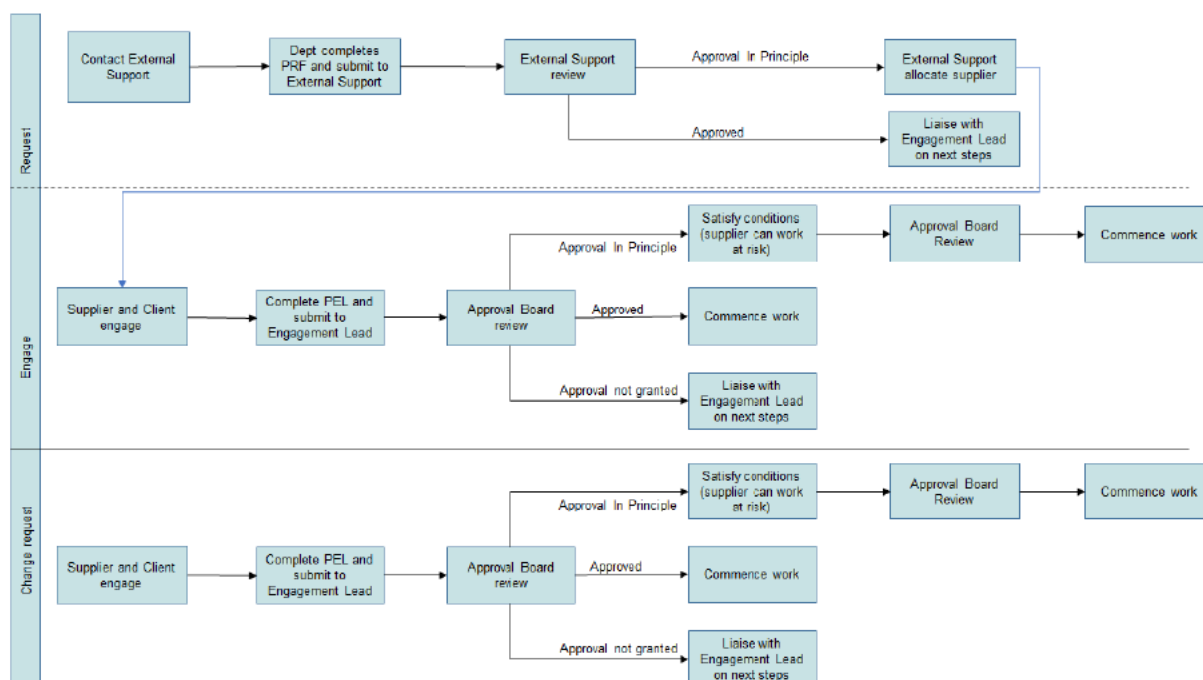 Request
Contact External
Support
Dept completes
PRF and submit to
External Support
External Support
review
Approval In Principle
External Support
allocate supplier
Approved
Liaise with
Engagement Lead
on next steps
Engage
Supplier and Client
engage
Complete PEL and
submit to
Engagement Lead
Approval Board
review
Approval In Principle
Satisfy conditions
(supplier can work
at risk)
Approval Board
Review
Commence work
Approved
Commence work
Approval not granted
Liaise with
Engagement Lead
on next steps
Change request
Supplier and Client
engage
Complete PEL and
submit to
Engagement Lead
Approval Board
review
Approval In Principle
Satisfy conditions
(supplier can work
at risk)
Approval Board
Review
Commence work
Approved
Commence work
Approval not granted
Liaise with
Engagement Lead
on next steps